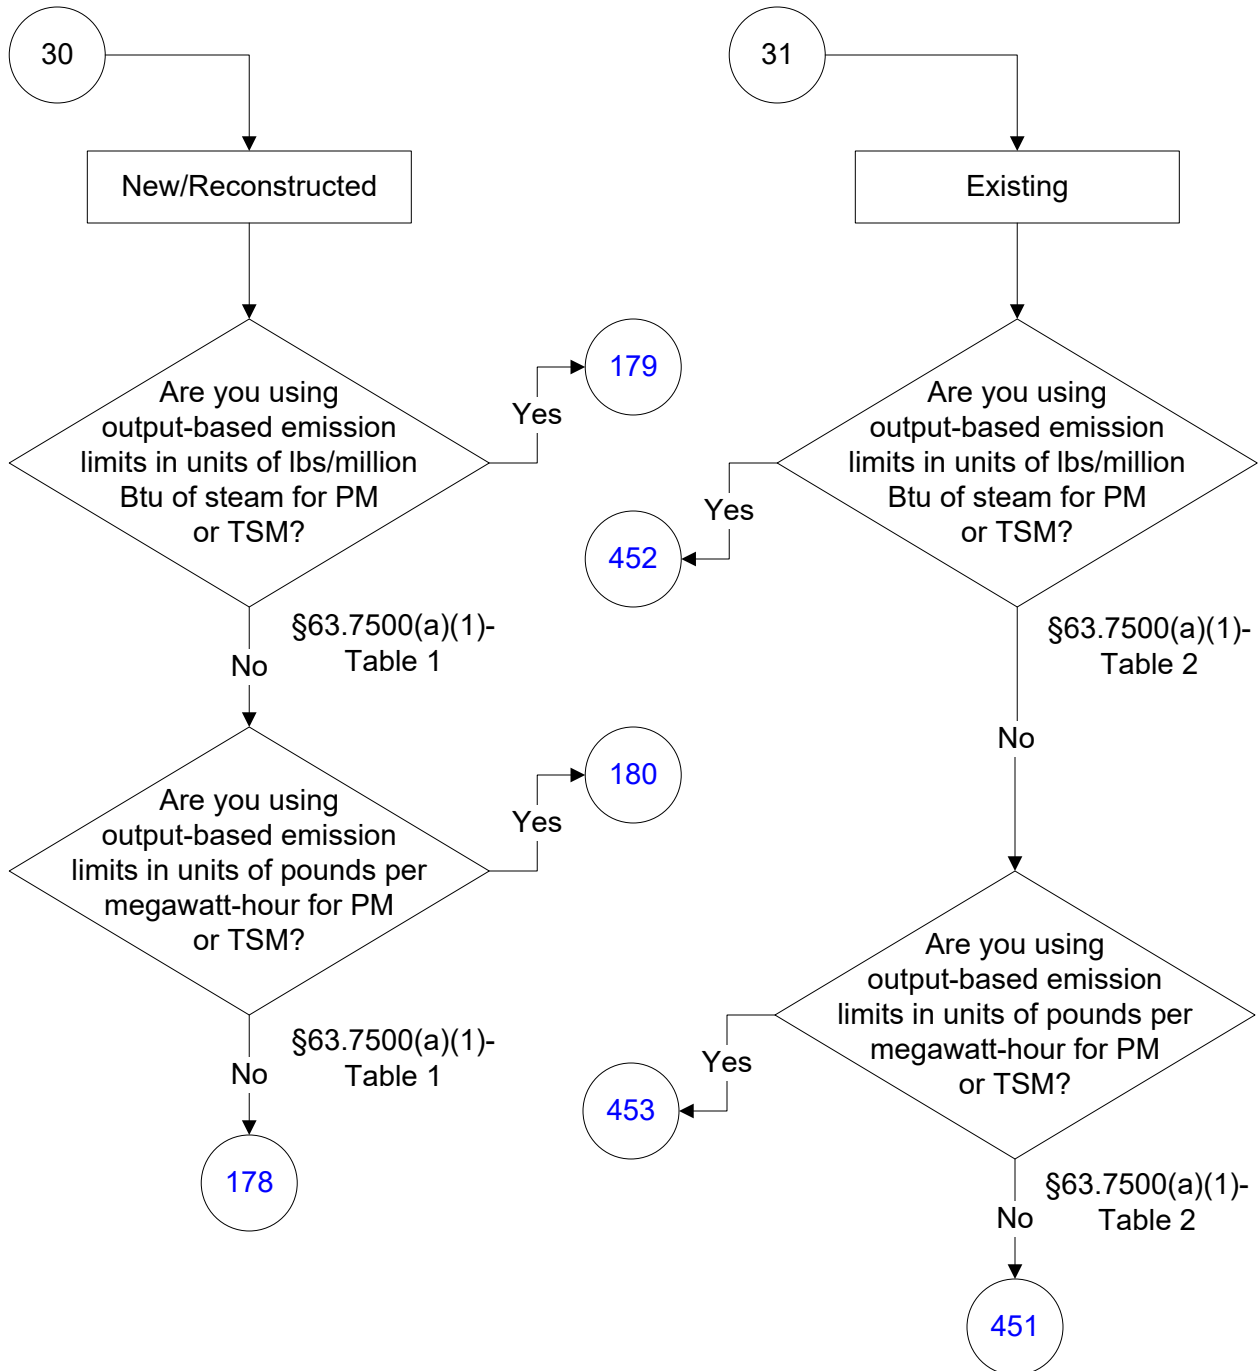 30
New/Reconstructed
Are you using
output-based emission
limits in units of lbs/million
Btu of steam for PM
or TSM?
Yes
179
§63.7500(a)(1)-
Table 1
No
Are you using
output-based emission
limits in units of pounds per
megawatt-hour for PM
or TSM?
Yes
180
§63.7500(a)(1)-
Table 1
No
178
31
Existing
Are you using
output-based emission
limits in units of lbs/million
Btu of steam for PM
or TSM?
Yes
452
§63.7500(a)(1)-
Table 2
No
Are you using
output-based emission
limits in units of pounds per
megawatt-hour for PM
or TSM?
Yes
453
§63.7500(a)(1)-
Table 2
No
451